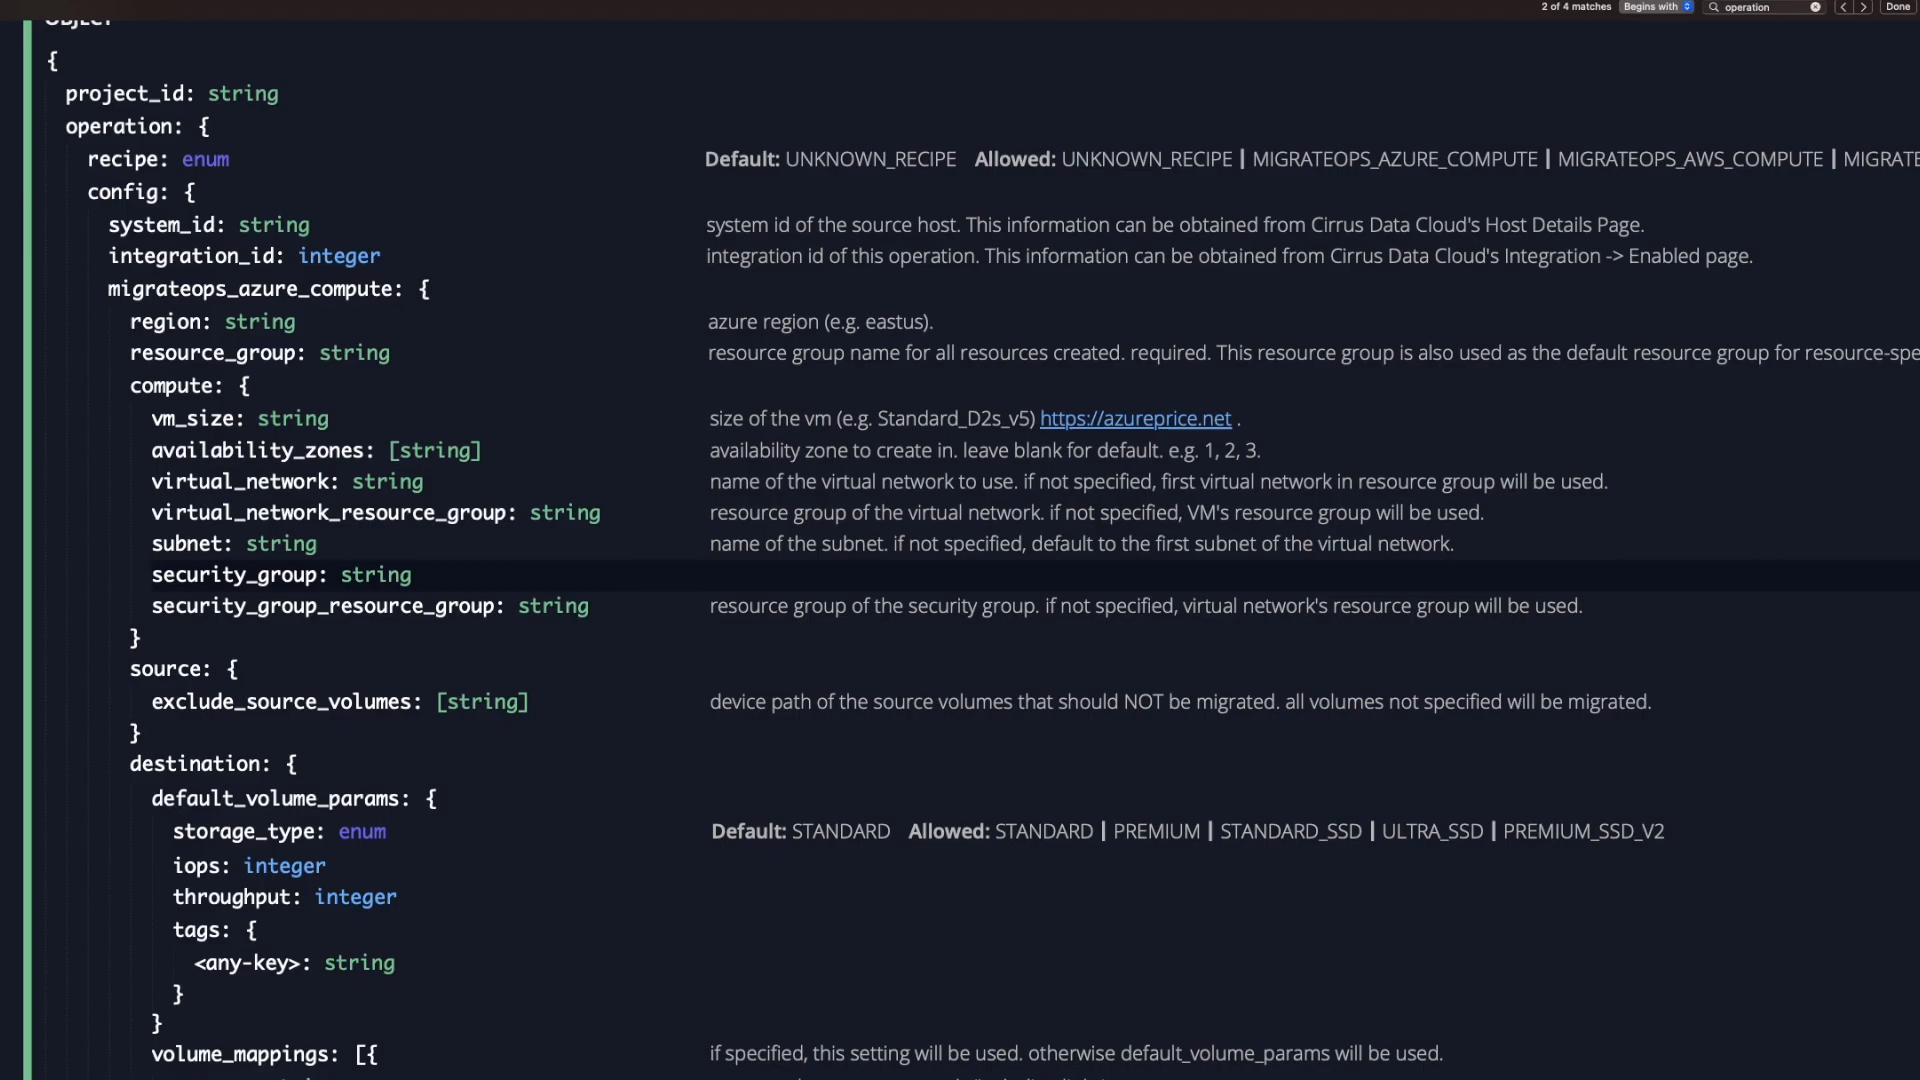 2 of 4 matches Begins with operation Done
OBJECT
{
project_id: string
operation: {
recipe: enum Default: UNKNOWN_RECIPE Allowed: UNKNOWN_RECIPE | MIGRATEOPS_AZURE_COMPUTE | MIGRATEOPS_AWS_COMPUTE | MIGRATE
config: {
system_id: string system id of the source host. This information can be obtained from Cirrus Data Cloud's Host Details Page.
integration_id: integer integration id of this operation. This information can be obtained from Cirrus Data Cloud's Integration -> Enabled page.
migrateops_azure_compute: {
region: string azure region (e.g. eastus).
resource_group: string resource group name for all resources created. required. This resource group is also used as the default resource group for resource-spe
compute: {
vm_size: string size of the vm (e.g. Standard_D2s_v5) https://azureprice.net .
availability_zones: [string] availability zone to create in. leave blank for default. e.g. 1, 2, 3.
virtual_network: string name of the virtual network to use. if not specified, first virtual network in resource group will be used.
virtual_network_resource_group: string resource group of the virtual network. if not specified, VM's resource group will be used.
subnet: string name of the subnet. if not specified, default to the first subnet of the virtual network.
security_group: string
security_group_resource_group: string resource group of the security group. if not specified, virtual network's resource group will be used.
}
source: {
exclude_source_volumes: [string] device path of the source volumes that should NOT be migrated. all volumes not specified will be migrated.
}
destination: {
default_volume_params: {
storage_type: enum Default: STANDARD Allowed: STANDARD | PREMIUM | STANDARD_SSD | ULTRA_SSD | PREMIUM_SSD_V2
iops: integer
throughput: integer
tags: {
<any-key>: string
}
}
volume_mappings: [{ if specified, this setting will be used. otherwise default_volume_params will be used.